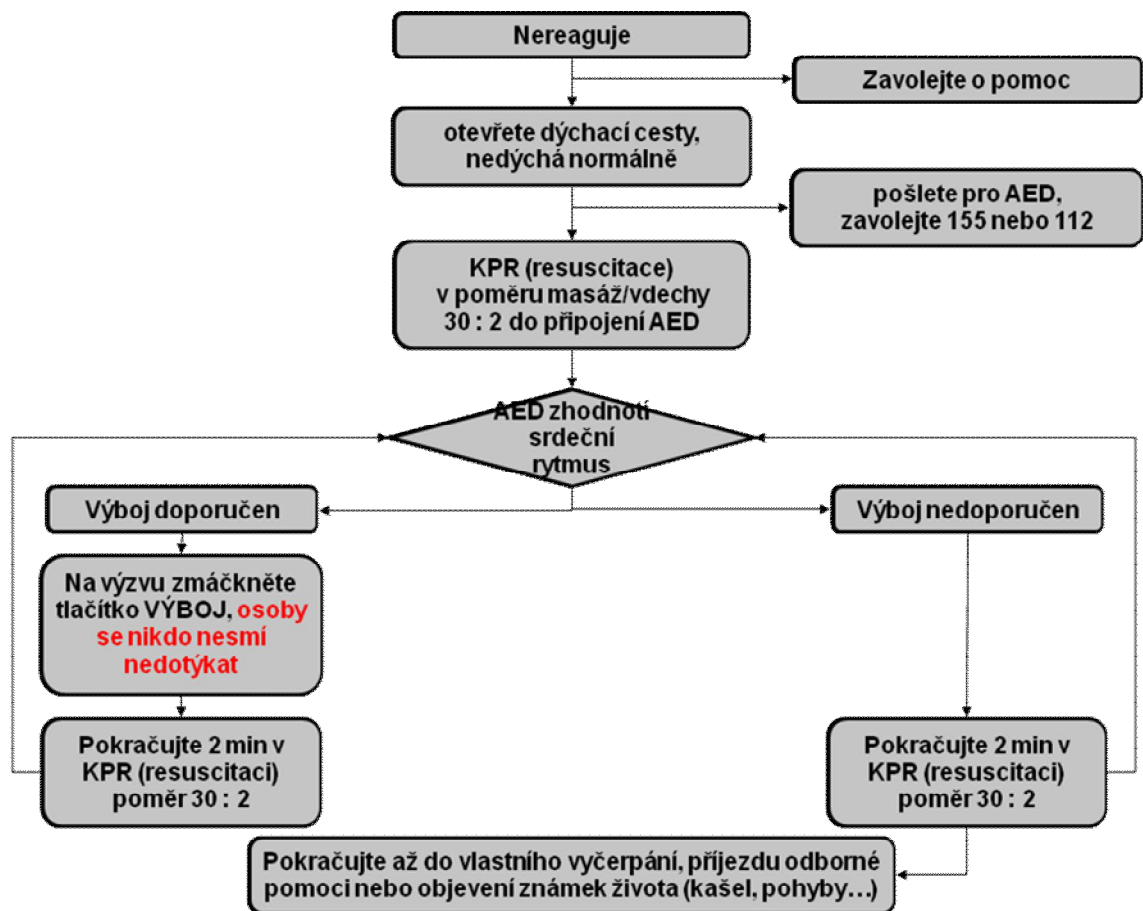 Nereaguje
Zavolejte o pomoc
otevřete dýchací cesty,
nedýchá normálně
pošlete pro AED,
zavolejte 155 nebo 112
KPR (resuscitace)
v poměru masáž/vdechy
30 : 2 do připojení AED
AED zhodnotí
srdeční
rytmus
Výboj doporučen
Výboj nedoporučen
Na výzvu zmáčkněte
tlačítko VÝBOJ, osoby
se nikdo nesmí
nedotýkat
Pokračujte 2 min v
KPR (resuscitaci)
poměr 30 : 2
Pokračujte 2 min v
KPR (resuscitaci)
poměr 30 : 2
Pokračujte až do vlastního vyčerpání, příjezdu odborné
pomoci nebo objevení známek života (kašel, pohyby…)